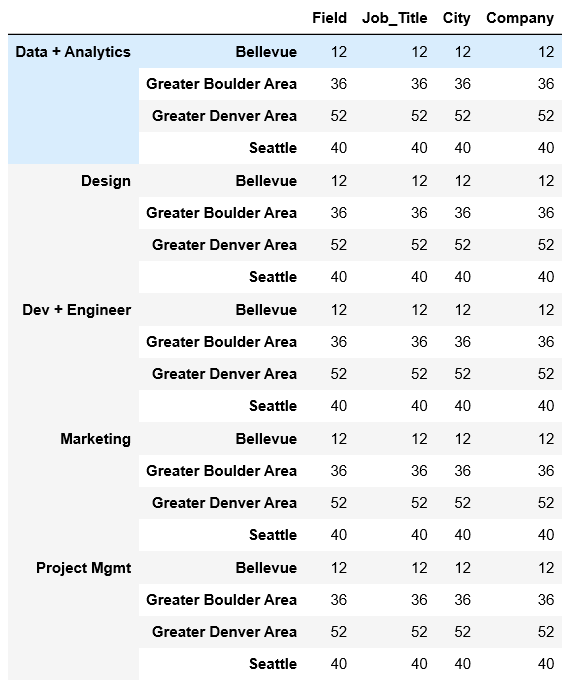 Field Job_Title City Company
Data + Analytics Bellevue 12 12 12 12
Greater Boulder Area 36 36 36 36
Greater Denver Area 52 52 52 52
Seattle 40 40 40 40
Design Bellevue 12 12 12 12
Greater Boulder Area 36 36 36 36
Greater Denver Area 52 52 52 52
Seattle 40 40 40 40
Dev + Engineer Bellevue 12 12 12 12
Greater Boulder Area 36 36 36 36
Greater Denver Area 52 52 52 52
Seattle 40 40 40 40
Marketing Bellevue 12 12 12 12
Greater Boulder Area 36 36 36 36
Greater Denver Area 52 52 52 52
Seattle 40 40 40 40
Project Mgmt Bellevue 12 12 12 12
Greater Boulder Area 36 36 36 36
Greater Denver Area 52 52 52 52
Seattle 40 40 40 40